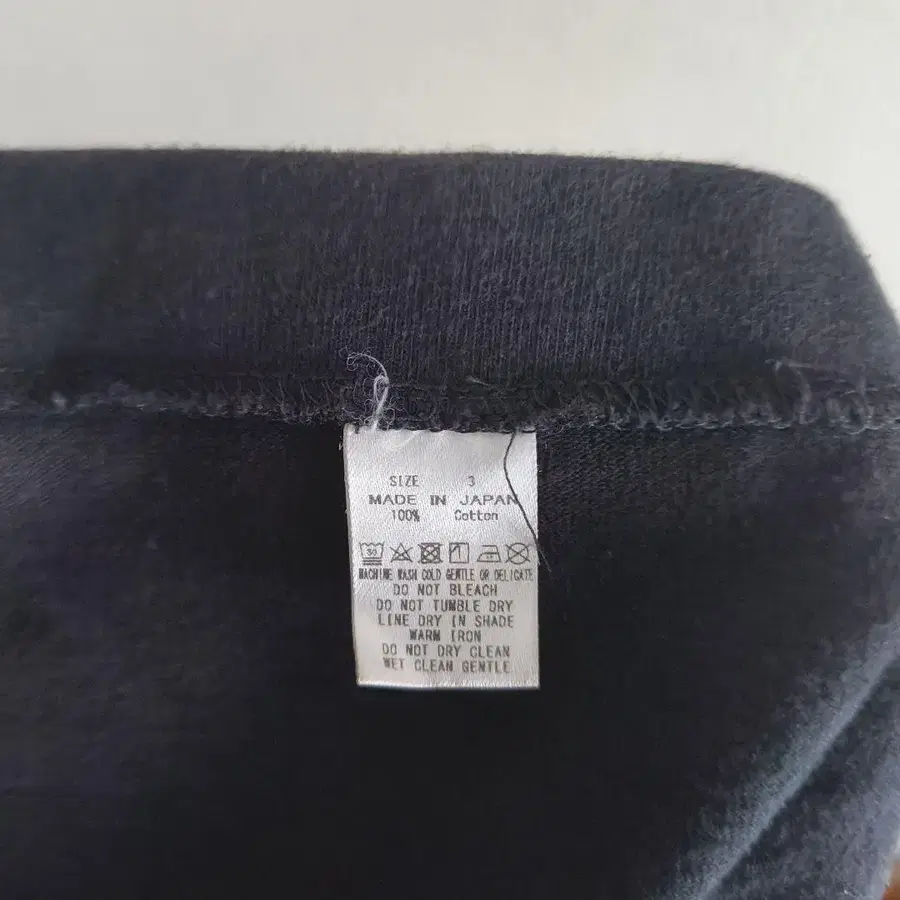 SIZE 3
MADE IN JAPAN
100% Cotton
30
MACHINE WASH COLD GENTLE OR DELICATE
DO NOT BLEACH
DO NOT TUMBLE DRY
LINE DRY IN SHADE
WARM IRON
DO NOT DRY CLEAN
WET CLEAN GENTLE